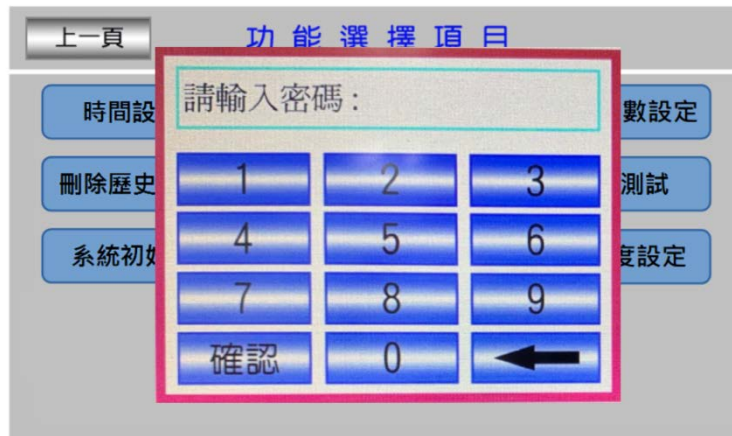 上一頁
功能選擇項目
請輸入密碼：
時間設
數設定
1 2 3
刪除歷史
測試
4 5 6
系統初
度設定
7 8 9
確認 0